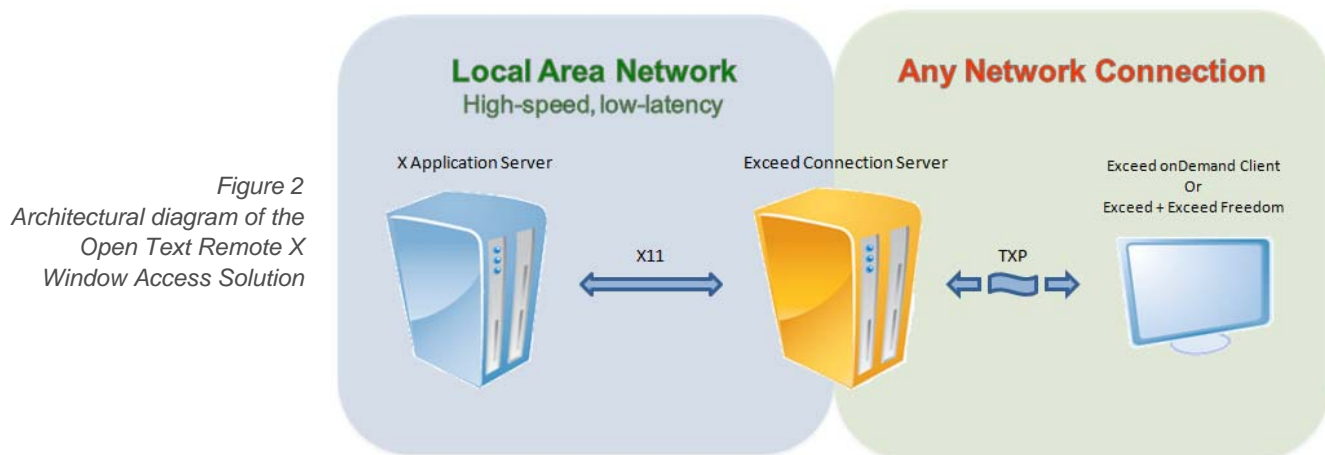 Figure 2
Architectural diagram of the
Open Text Remote X
Window Access Solution
Local Area Network
High-speed, low-latency
Any Network Connection
X Application Server
Exceed Connection Server
Exceed onDemand Client
Or
Exceed + Exceed Freedom
X11
TXP